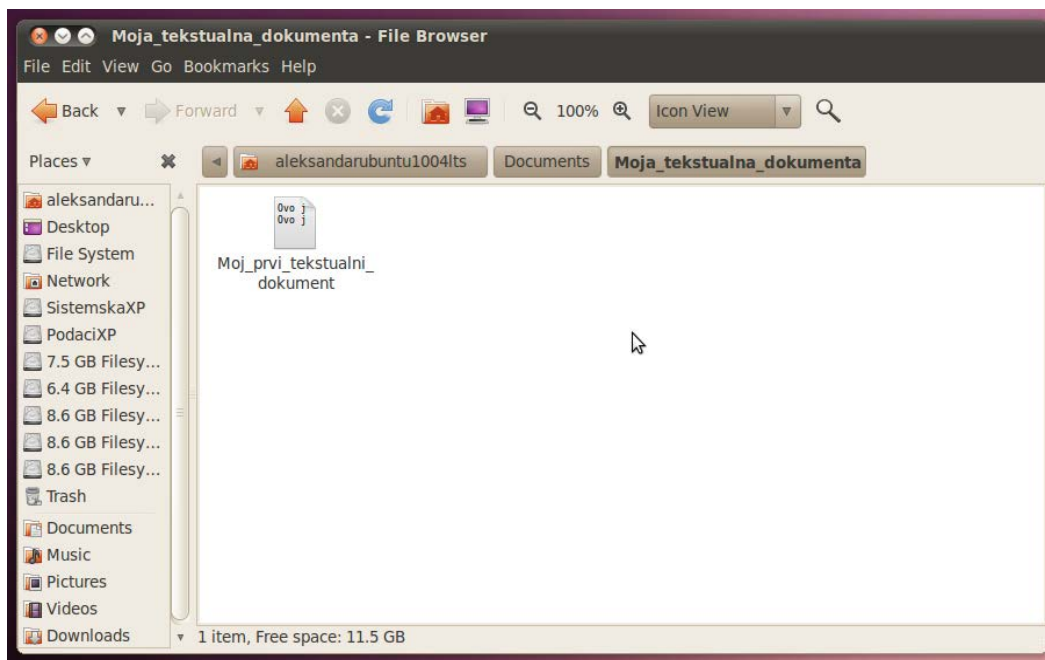 Moja_tekstualna_dokumenta - File Browser
File Edit View Go Bookmarks Help
Back Forward 100% Icon View
Places aleksandarubuntu1004lts Documents Moja_tekstualna_dokumenta
aleksandaru...
Desktop
File System
Network
SistemskaXP
PodaciXP
7.5 GB Filesy...
6.4 GB Filesy...
8.6 GB Filesy...
8.6 GB Filesy...
8.6 GB Filesy...
Trash
Documents
Music
Pictures
Videos
Downloads
Ovo j
Ovo j
Moj_prvi_tekstualni_
dokument
1 item, Free space: 11.5 GB